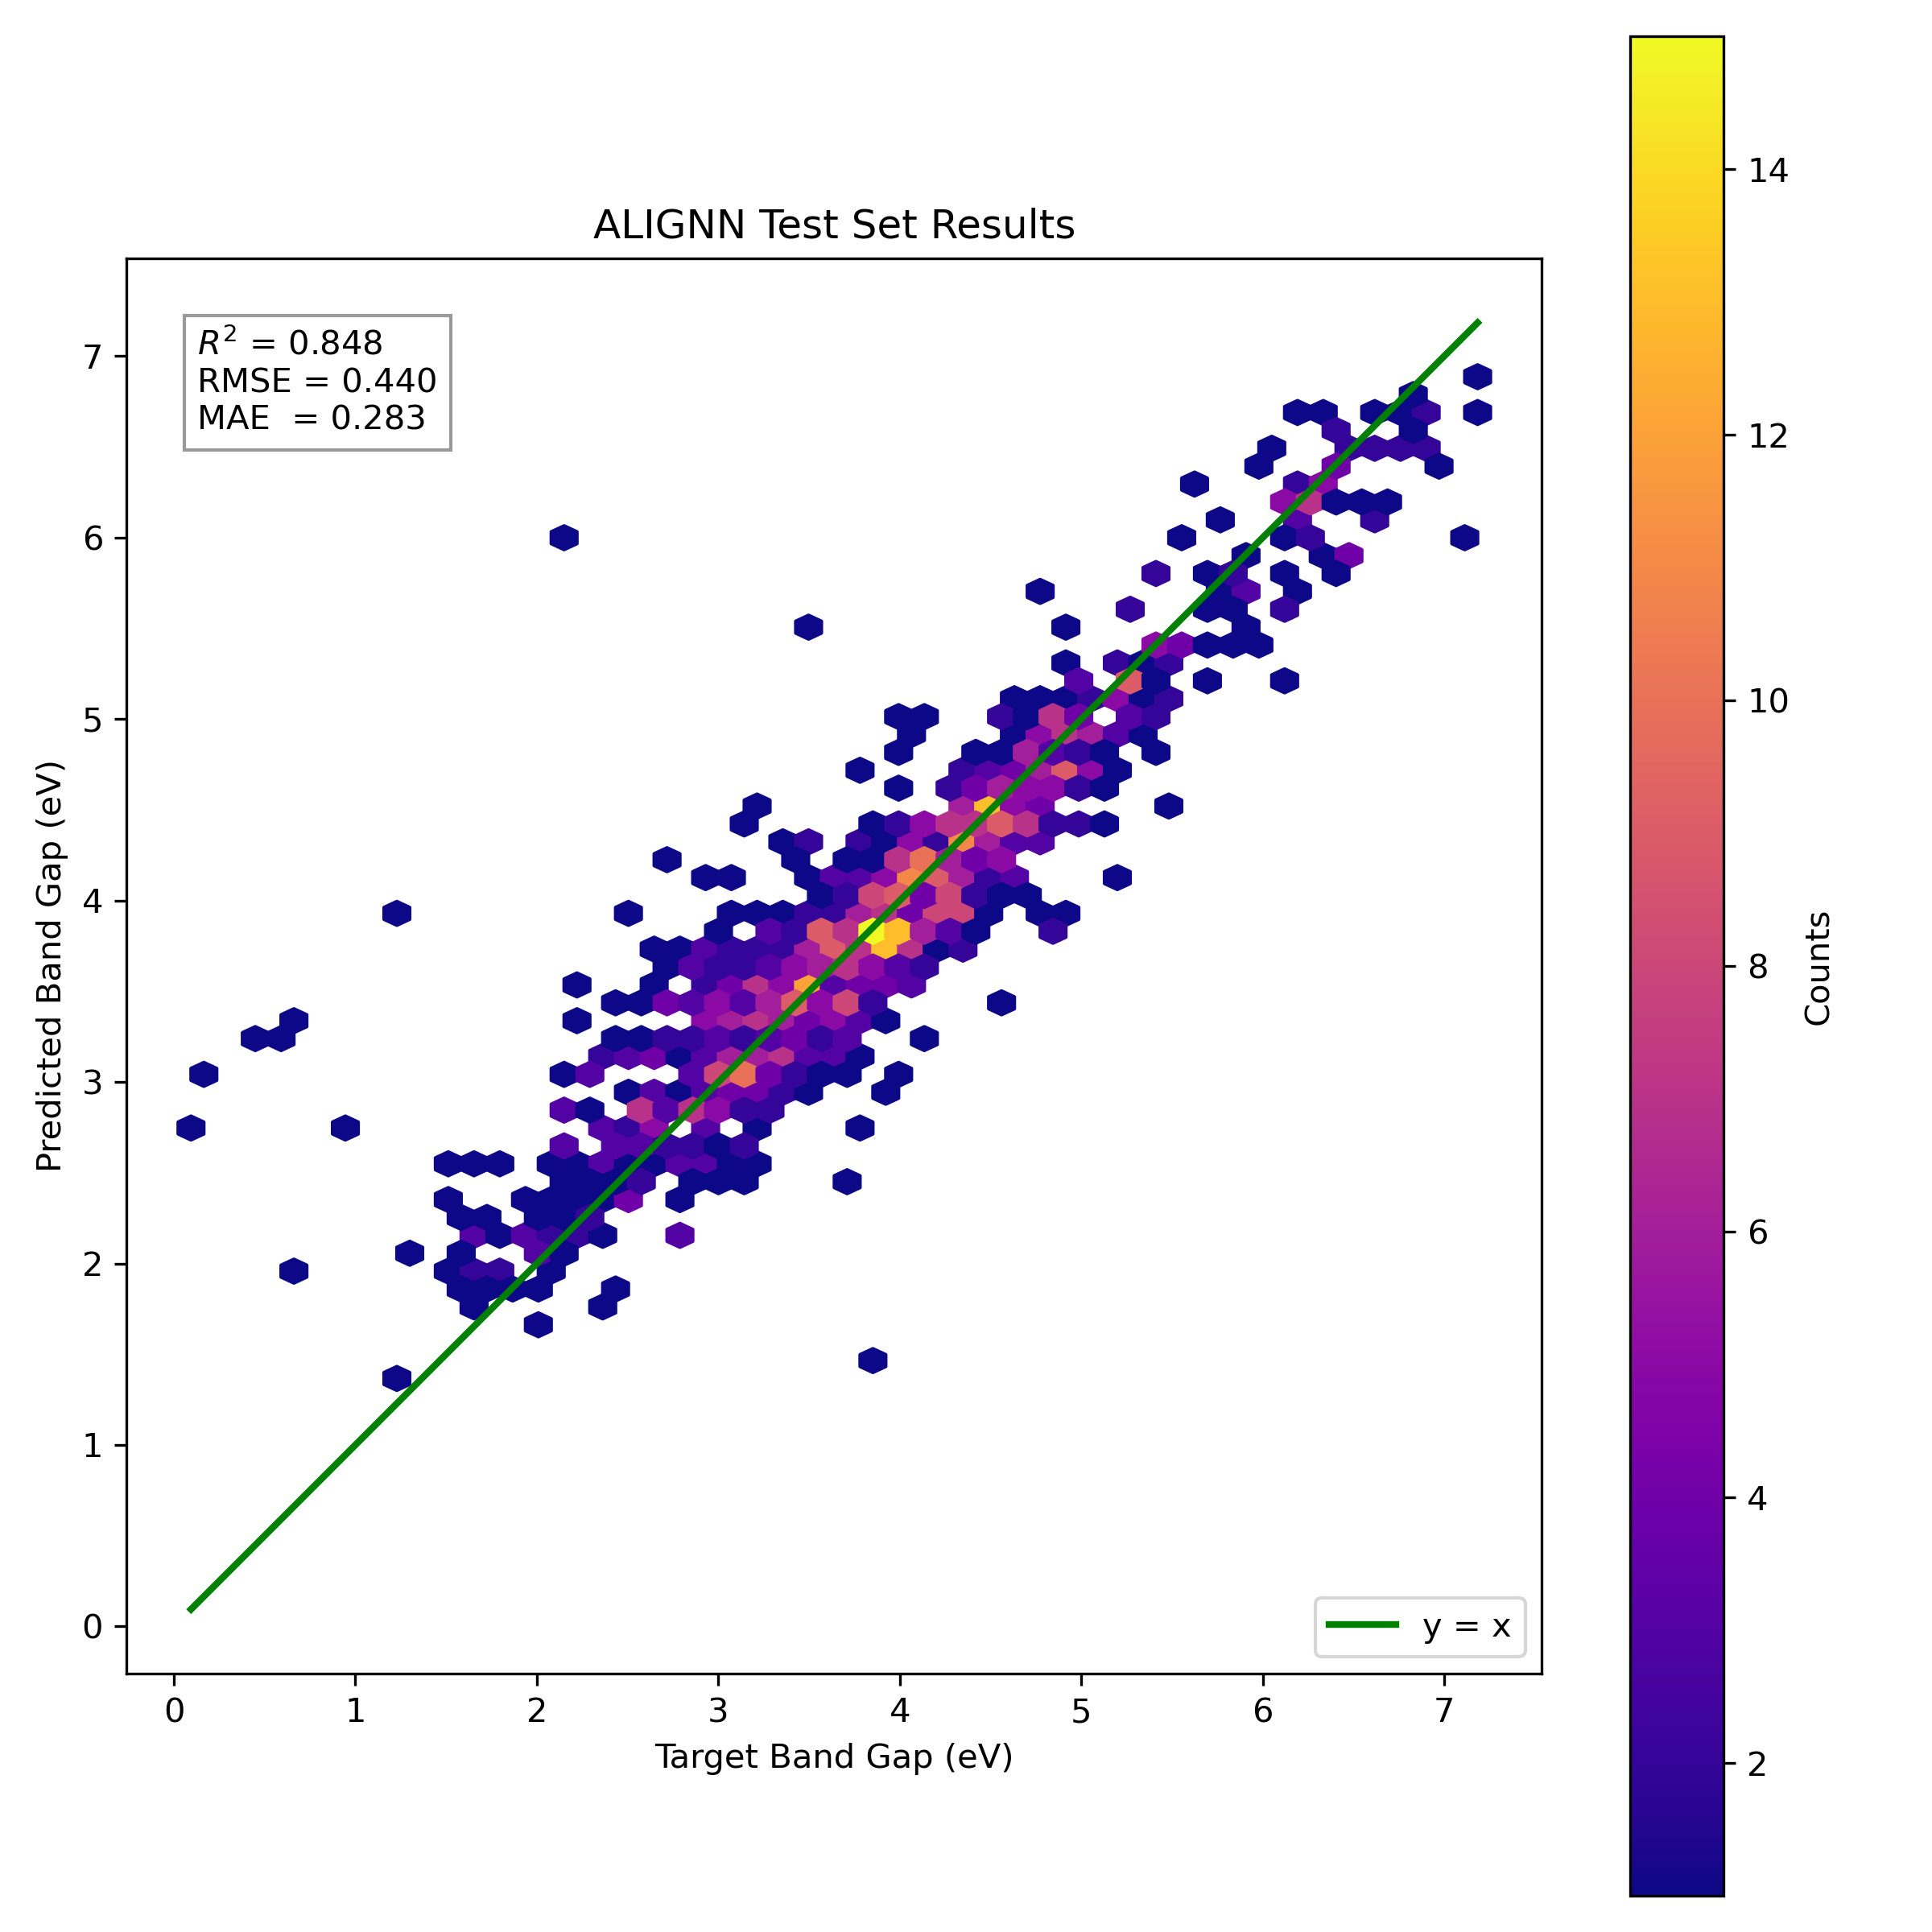 ALIGNN Test Set Results
R² = 0.848
RMSE = 0.440
MAE = 0.283
Predicted Band Gap (eV)
7
6
5
4
3
2
1
0
y = x
0 1 2 3 4 5 6 7
Target Band Gap (eV)
14
12
10
8
6
4
2
Counts